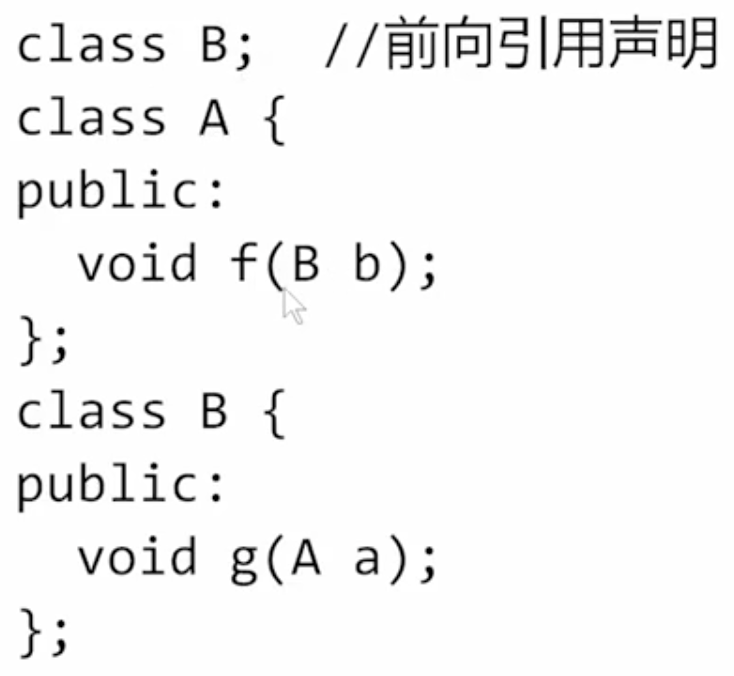 class B;  //前向引用声明
class A {
public:
  void f(B b);
};
class B {
public:
  void g(A a);
};